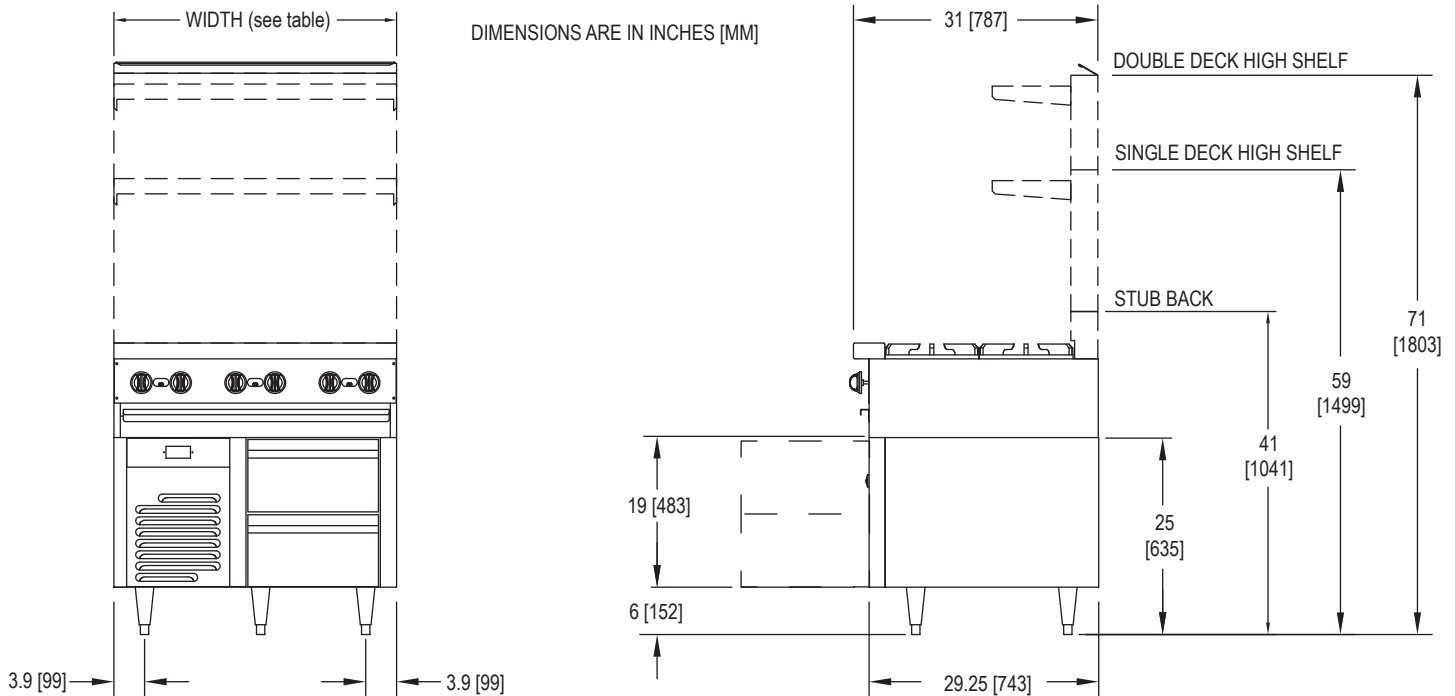 WIDTH (see table)
DIMENSIONS ARE IN INCHES [MM]
31 [787]
DOUBLE DECK HIGH SHELF
SINGLE DECK HIGH SHELF
STUB BACK
71
[1803]
59
[1499]
41
[1041]
19 [483]
25
[635]
6 [152]
3.9 [99]
3.9 [99]
29.25 [743]